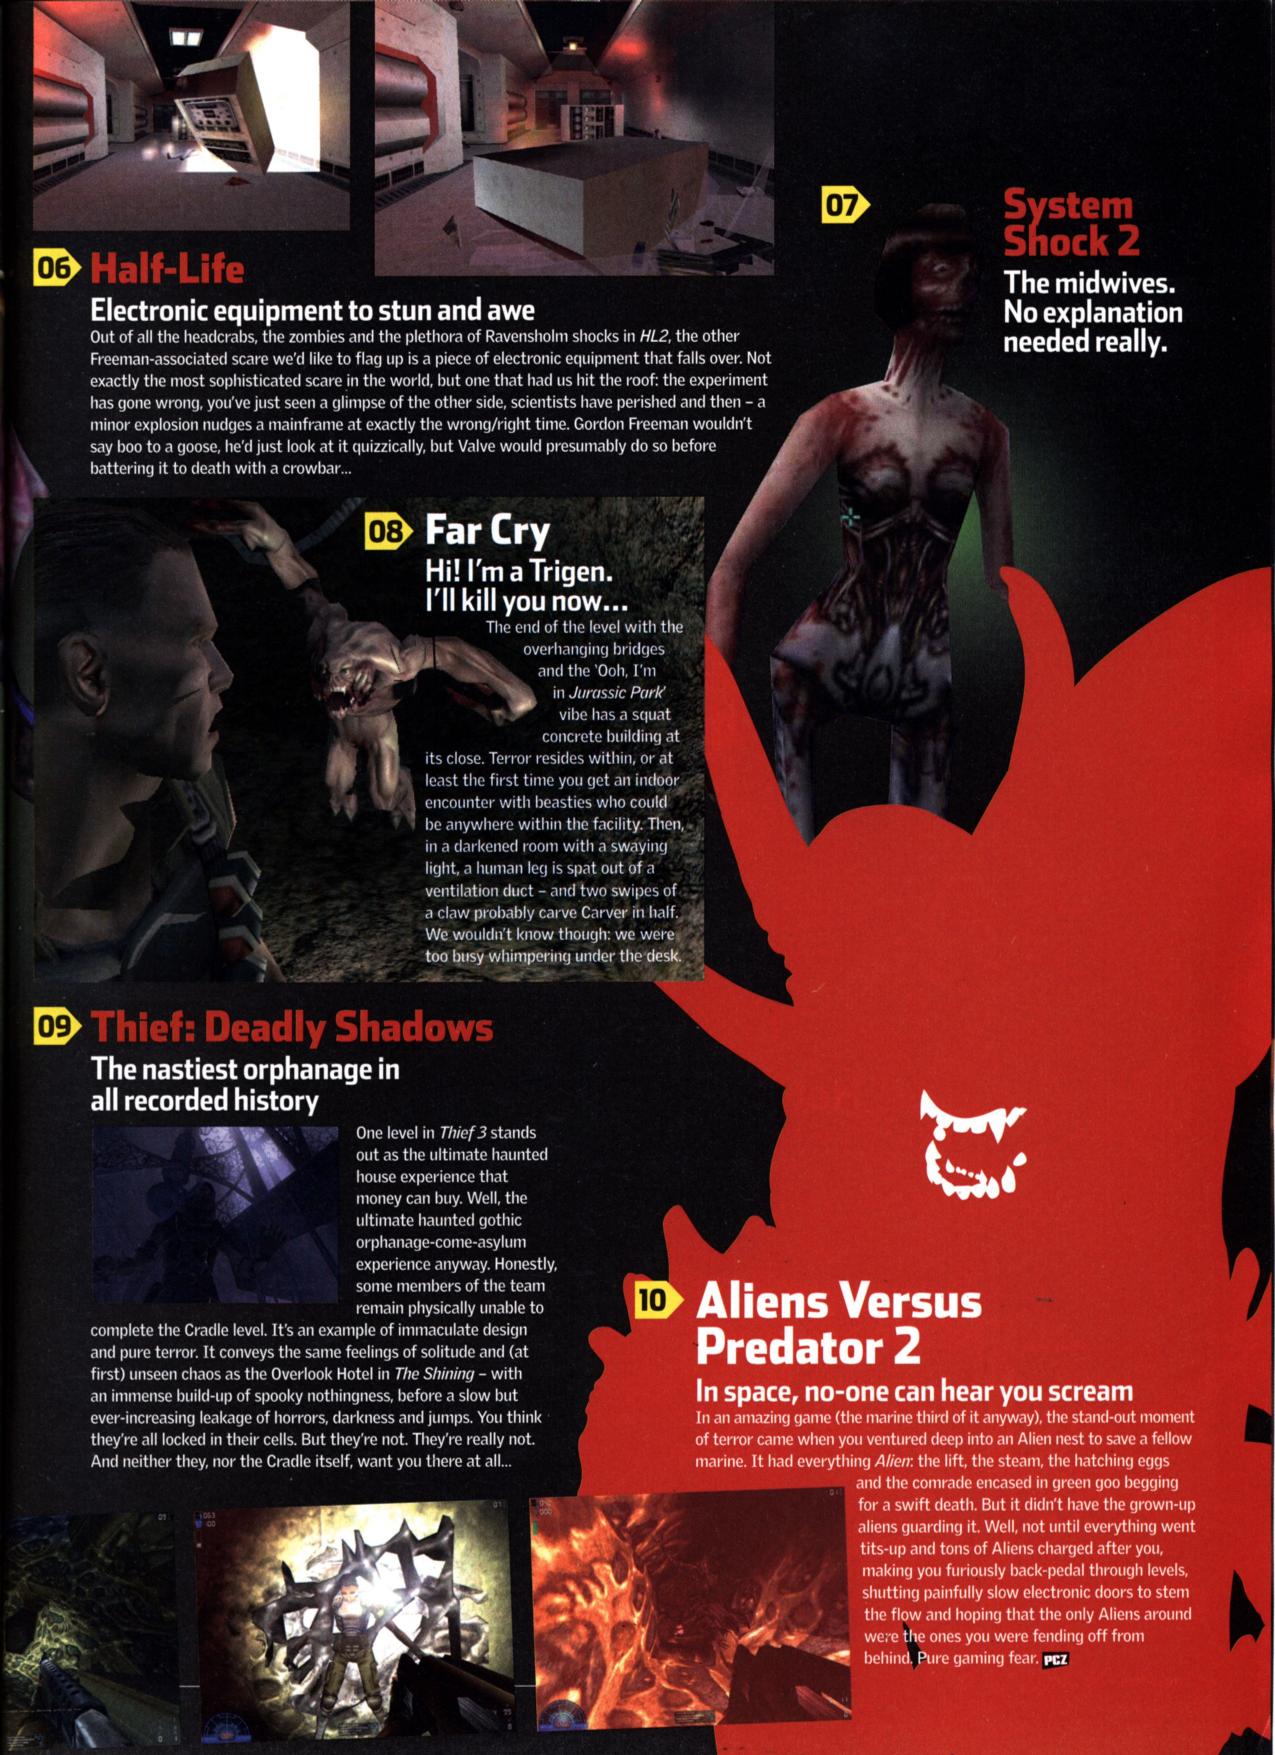 06
Half-Life
Electronic equipment to stun and awe
Out of all the headcrabs, the zombies and the plethora of Ravensholm shocks in HL2, the other
Freeman-associated scare we'd like to flag up is a piece of electronic equipment that falls over. Not
exactly the most sophisticated scare in the world, but one that had us hit the roof: the experiment
has gone wrong, you've just seen a glimpse of the other side, scientists have perished and then – a
minor explosion nudges a mainframe at exactly the wrong/right time. Gordon Freeman wouldn't
say boo to a goose, he'd just look at it quizzically, but Valve would presumably do so before
battering it to death with a crowbar...
07
System
Shock 2
The midwives.
No explanation
needed really.
08
Far Cry
Hi! I'm a Trigen.
I'll kill you now...
The end of the level with the
overhanging bridges
and the 'Ooh, I'm
in Jurassic Park'
vibe has a squat
concrete building at
its close. Terror resides within, or at
least the first time you get an indoor
encounter with beasties who could
be anywhere within the facility. Then,
in a darkened room with a swaying
light, a human leg is spat out of a
ventilation duct – and two swipes of
a claw probably carve Carver in half.
We wouldn't know though: we were
too busy whimpering under the desk.
09
Thief: Deadly Shadows
The nastiest orphanage in
all recorded history
One level in Thief 3 stands
out as the ultimate haunted
house experience that
money can buy. Well, the
ultimate haunted gothic
orphanage-come-asylum
experience anyway. Honestly,
some members of the team
remain physically unable to
complete the Cradle level. It's an example of immaculate design
and pure terror. It conveys the same feelings of solitude and (at
first) unseen chaos as the Overlook Hotel in The Shining – with
an immense build-up of spooky nothingness, before a slow but
ever-increasing leakage of horrors, darkness and jumps. You think
they're all locked in their cells. But they're not. They're really not.
And neither they, nor the Cradle itself, want you there at all...
10
Aliens Versus
Predator 2
In space, no-one can hear you scream
In an amazing game (the marine third of it anyway), the stand-out moment
of terror came when you ventured deep into an Alien nest to save a fellow
marine. It had everything Alien: the lift, the steam, the hatching eggs
and the comrade encased in green goo begging
for a swift death. But it didn't have the grown-up
aliens guarding it. Well, not until everything went
tits-up and tons of Aliens charged after you,
making you furiously back-pedal through levels,
shutting painfully slow electronic doors to stem
the flow and hoping that the only Aliens around
were the ones you were fending off from
behind. Pure gaming fear. PCZ